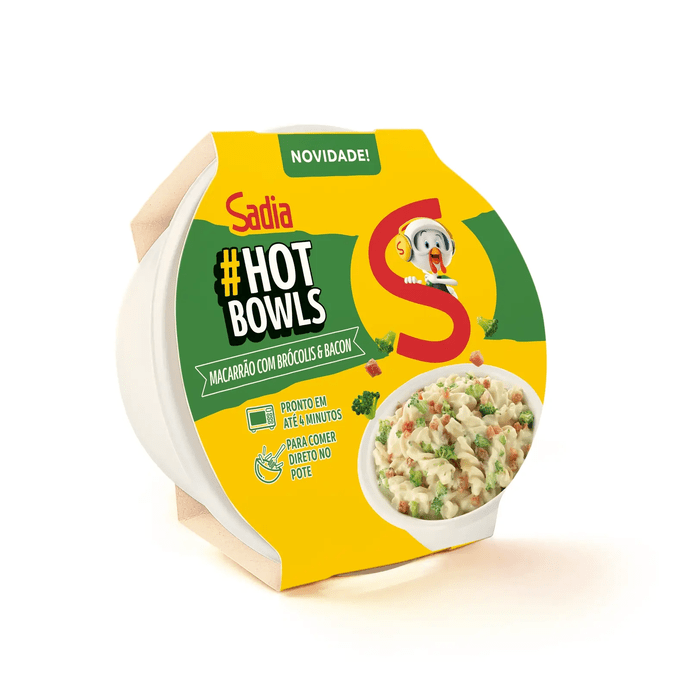 NOVIDADE!
Sadia
#HOT
BOWLS
MACARRÃO COM BRÓCOLIS & BACON
PRONTO EM
ATÉ 4 MINUTOS
PARA COMER
DIRETO NO
POTE
S